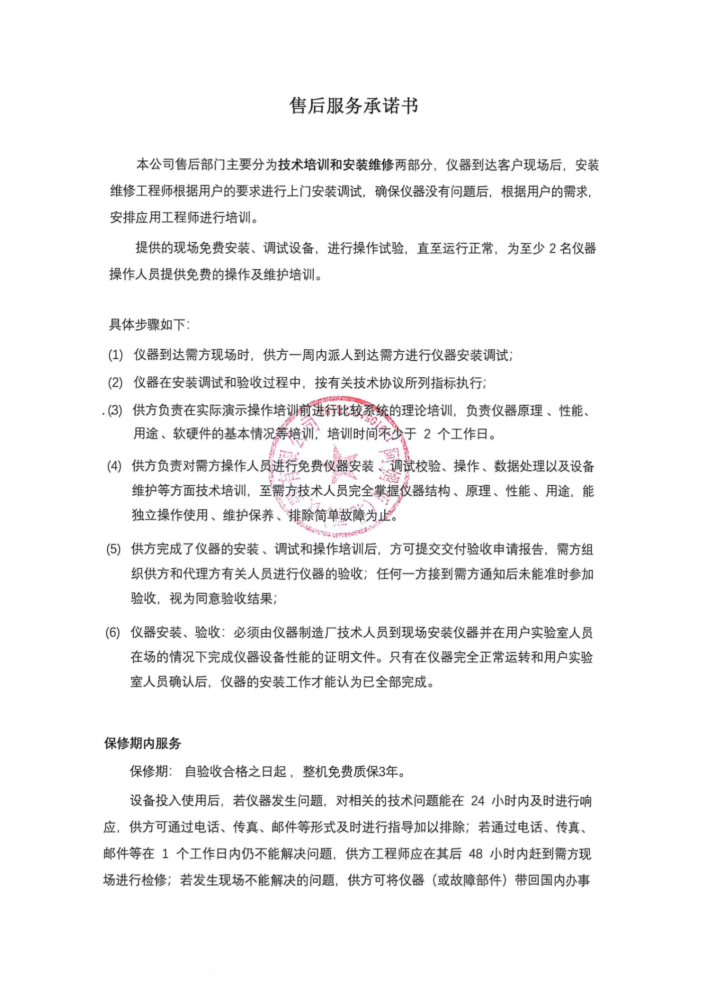 售后服务承诺书
本公司售后部门主要分为技术培训和安装维修两部分，仪器到达客户现场后，安装
维修工程师根据用户的要求进行上门安装调试，确保仪器没有问题后，根据用户的需求，
安排应用工程师进行培训。
提供的现场免费安装、调试设备，进行操作试验，直至运行正常，为至少 2 名仪器
操作人员提供免费的操作及维护培训。
具体步骤如下：
(1) 仪器到达需方现场时，供方一周内派人到达需方进行仪器安装调试；
(2) 仪器在安装调试和验收过程中，按有关技术协议所列指标执行；
(3) 供方负责在实际演示操作培训前进行比较系统的理论培训，负责仪器原理、性能、
用途、软硬件的基本情况等培训，培训时间不少于 2 个工作日。
(4) 供方负责对需方操作人员进行免费仪器安装、调试校验、操作、数据处理以及设备
维护等方面技术培训，至需方技术人员完全掌握仪器结构、原理、性能、用途，能
独立操作使用、维护保养、排除简单故障为止。
(5) 供方完成了仪器的安装、调试和操作培训后，方可提交交付验收申请报告，需方组
织供方和代理方有关人员进行仪器的验收；任何一方接到需方通知后未能准时参加
验收，视为同意验收结果；
(6) 仪器安装、验收：必须由仪器制造厂技术人员到现场安装仪器并在用户实验室人员
在场的情况下完成仪器设备性能的证明文件。只有在仪器完全正常运转和用户实验
室人员确认后，仪器的安装工作才能认为已全部完成。
保修期内服务
保修期： 自验收合格之日起，整机免费质保3年。
设备投入使用后，若仪器发生问题，对相关的技术问题能在 24 小时内及时进行响
应，供方可通过电话、传真、邮件等形式及时进行指导加以排除；若通过电话、传真、
邮件等在 1 个工作日内仍不能解决问题，供方工程师应在其后 48 小时内赶到需方现
场进行检修；若发生现场不能解决的问题，供方可将仪器（或故障部件）带回国内办事